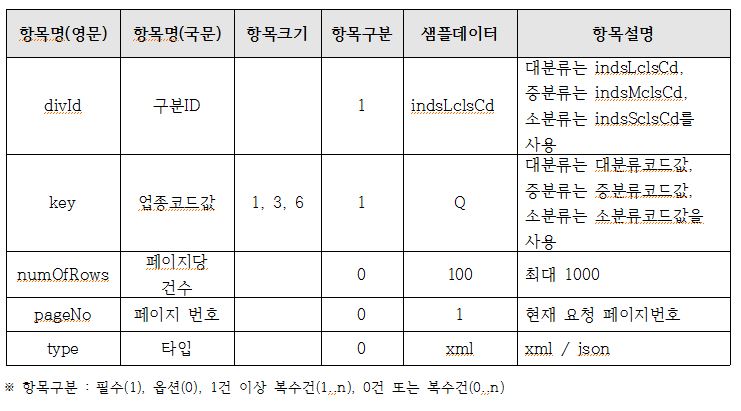 항목명(영문) 항목명(국문) 항목크기 항목구분 샘플데이터 항목설명
divId 구분ID 1 indsLclsCd 대분류는 indsLclsCd,
중분류는 indsMclsCd,
소분류는 indsSclsCd를
사용
key 업종코드값 1, 3, 6 1 Q 대분류는 대분류코드값,
중분류는 중분류코드값,
소분류는 소분류코드값을
사용
numOfRows 페이지당
건수 0 100 최대 1000
pageNo 페이지 번호 0 1 현재 요청 페이지번호
type 타입 0 xml xml / json
※ 항목구분 : 필수(1), 옵션(0), 1건 이상 복수건(1..n), 0건 또는 복수건(0..n)